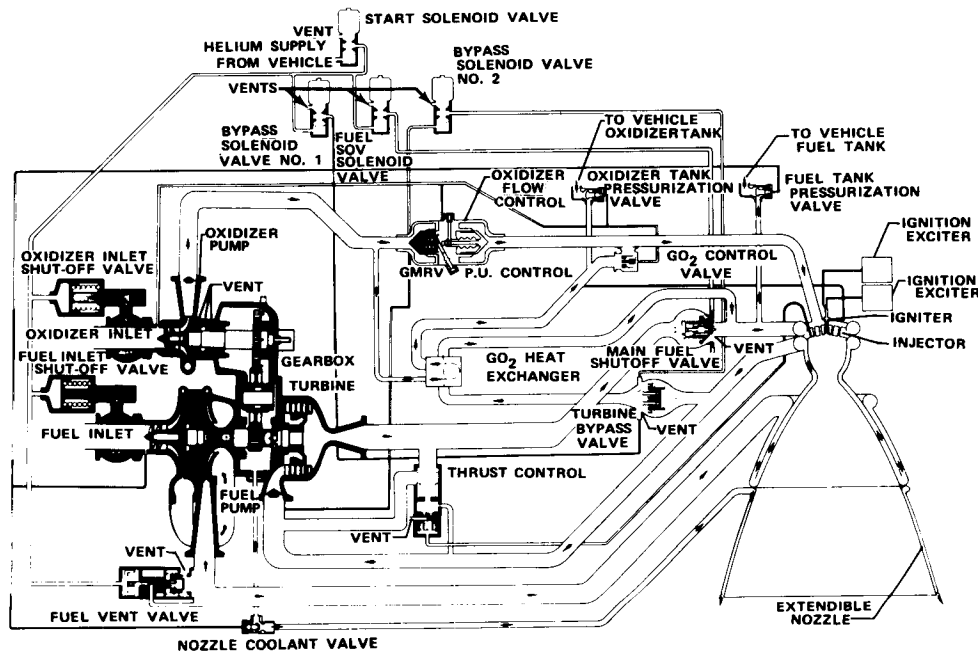 START SOLENOID VALVE
VENT
HELIUM SUPPLY
FROM VEHICLE
BYPASS
SOLENOID VALVE
NO. 2
VENTS
BYPASS
SOLENOID
VALVE NO. 1
FUEL
SOV
SOLENOID
VALVE
TO VEHICLE
OXIDIZER TANK
TO VEHICLE
FUEL TANK
OXIDIZER
FLOW
CONTROL
OXIDIZER TANK
PRESSURIZATION
VALVE
FUEL TANK
PRESSURIZATION
VALVE
OXIDIZER
PUMP
OXIDIZER INLET
SHUT-OFF VALVE
VENT
GMRV
P.U. CONTROL
GO2 CONTROL
VALVE
IGNITION
EXCITER
IGNITION
EXCITER
IGNITER
INJECTOR
OXIDIZER INLET
FUEL INLET
SHUT-OFF VALVE
GEARBOX
TURBINE
GO2 HEAT
EXCHANGER
MAIN FUEL
SHUTOFF VALVE
VENT
FUEL INLET
TURBINE
BYPASS
VALVE
VENT
FUEL
PUMP
THRUST CONTROL
VENT
VENT
FUEL VENT VALVE
NOZZLE COOLANT VALVE
EXTENDIBLE
NOZZLE